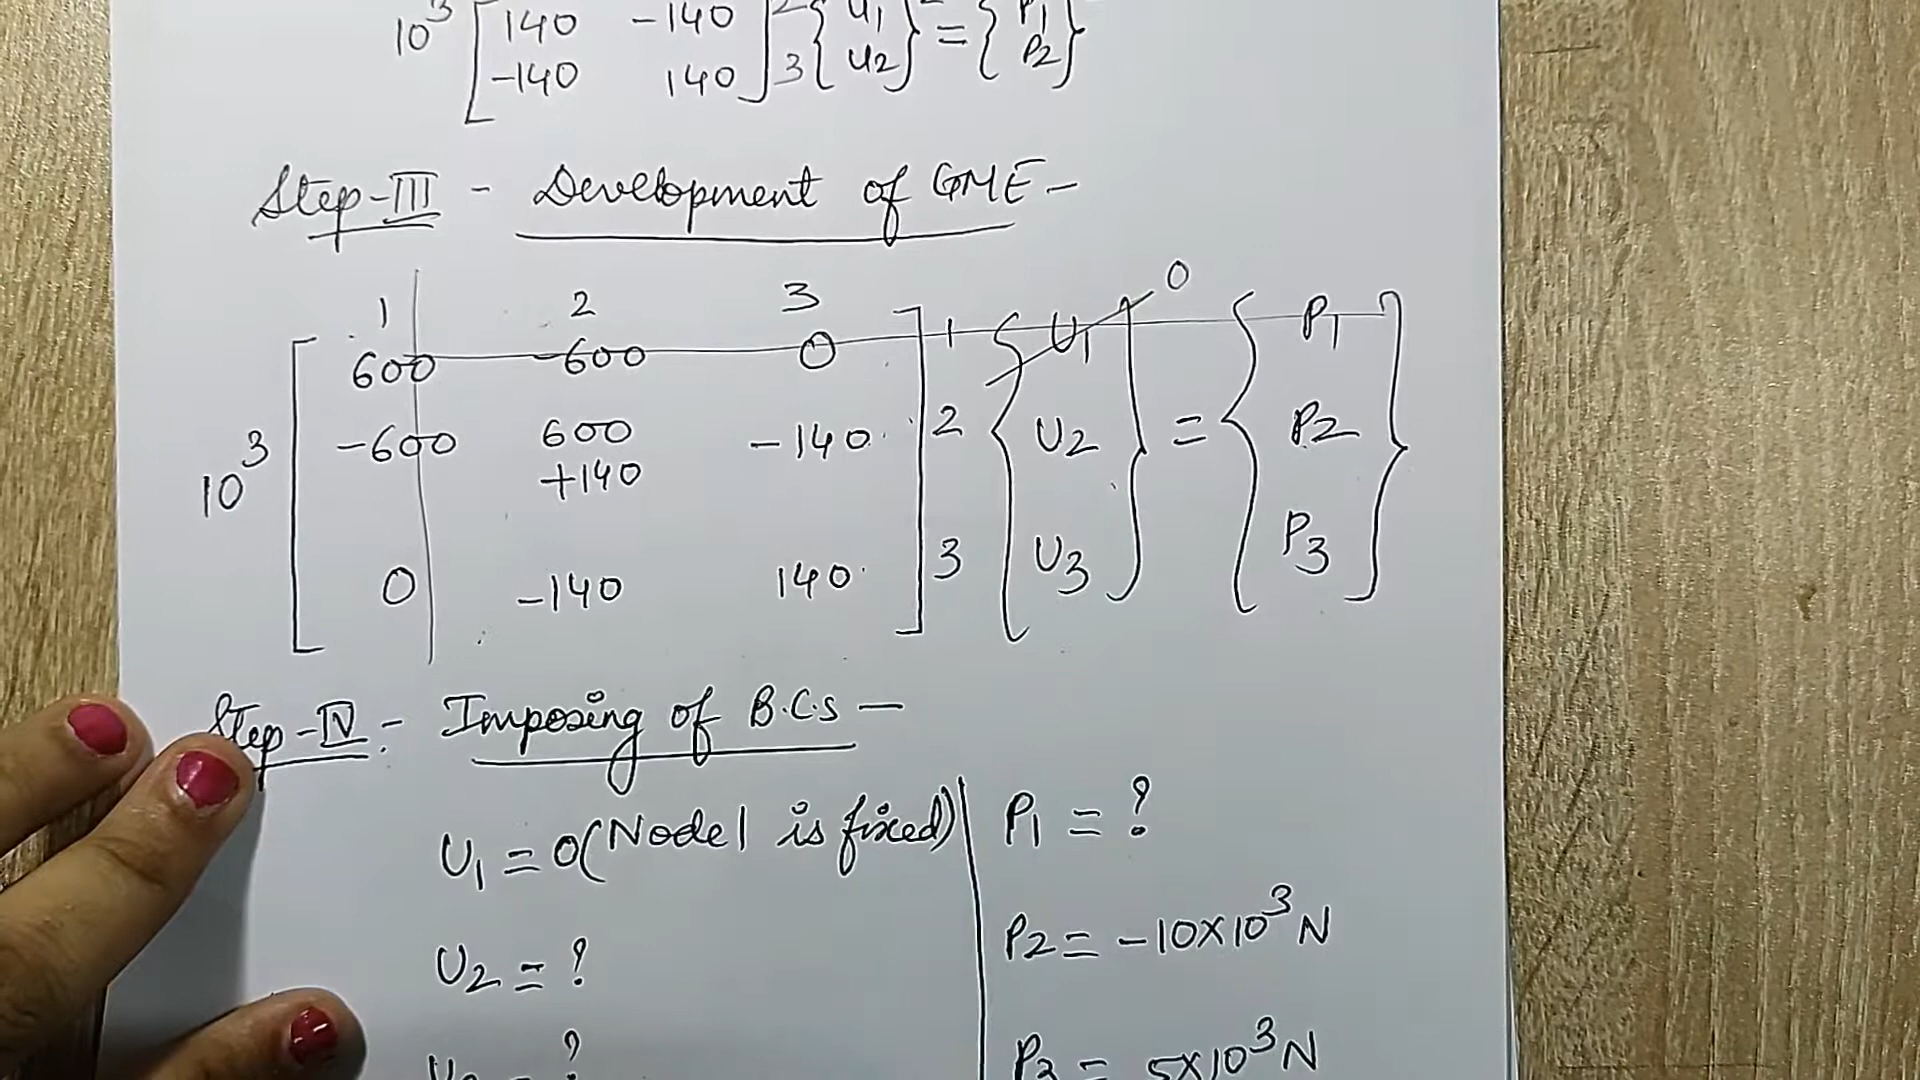 10³ [ 140 -140 ] 2 { U1 } = { P1 }
[ -140 140 ] 3 { U2 } { P2 }
Step-III - Development of GME -
1 2 3 0
600 -600 0 1 U1 P1
10³ -600 600 -140 2 U2 = P2
+140
0 -140 140 3 U3 P3
Step-IV:- Imposing of B.C.s -
U1 = 0 (Node 1 is fixed) P1 = ?
U2 = ? P2 = -10×10³ N
U3 = ? P3 = 5×10³ N